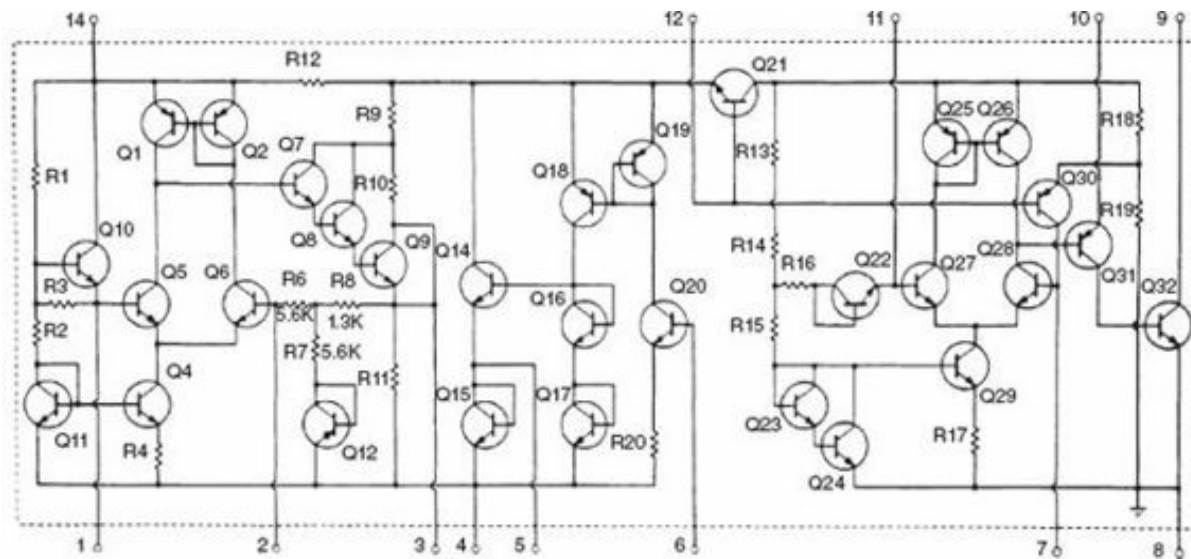 14 12 11 10 9
R12
Q21
Q1 Q2 Q7 R9 Q19 Q25 Q26 R18
R1 R10 Q18 R13 Q30
Q10 Q8 Q9 Q14 R14 R19
R3 Q5 Q6 R6 R8 Q16 Q20 R16 Q22 Q27 Q28 Q31 Q32
5.6K 1.3K
R2 R7 5.6K R15
Q4 R11 Q15 Q17 Q29
Q11 R4 Q12 R20 Q23 R17
Q24
1 2 3 4 5 6 7 8